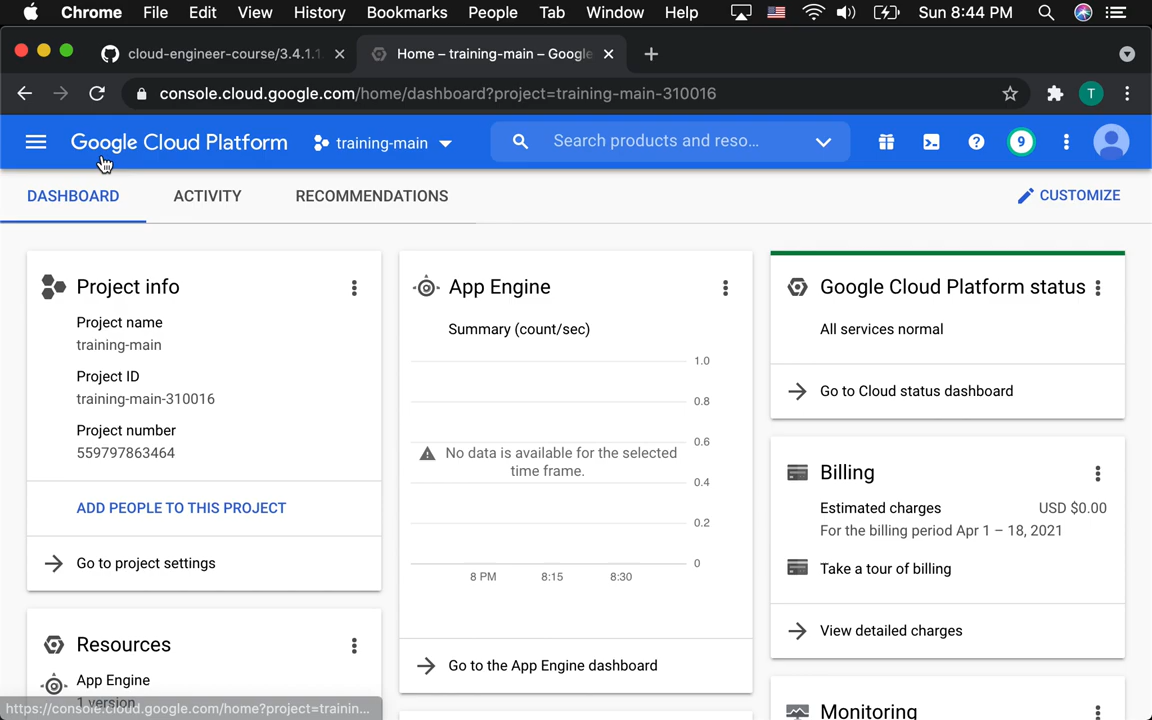 Chrome File Edit View History Bookmarks People Tab Window Help Sun 8:44 PM
cloud-engineer-course/3.4.1.1 Home – training-main – Google
console.cloud.google.com/home/dashboard?project=training-main-310016 T
Google Cloud Platform training-main Search products and reso... 9
DASHBOARD ACTIVITY RECOMMENDATIONS CUSTOMIZE
Project info
Project name
training-main
Project ID
training-main-310016
Project number
559797863464
ADD PEOPLE TO THIS PROJECT
Go to project settings
Resources
App Engine
1 version
App Engine
Summary (count/sec)
1.0
0.8
0.6
No data is available for the selected
time frame.
0.4
0.2
0
8 PM 8:15 8:30
Go to the App Engine dashboard
Google Cloud Platform status
All services normal
Go to Cloud status dashboard
Billing
Estimated charges USD $0.00
For the billing period Apr 1 – 18, 2021
Take a tour of billing
View detailed charges
Monitoring
https://console.cloud.google.com/home?project=trainin...